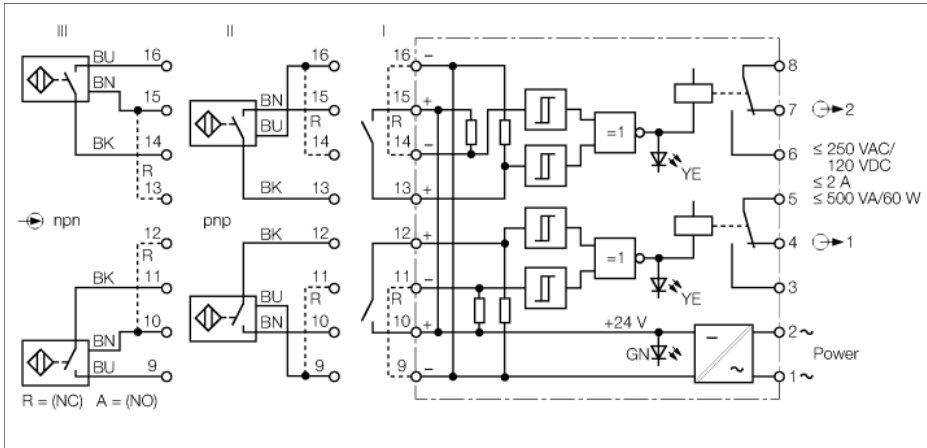 III II I
BU 16
BN
15
BK 14
R
13
npn
12
R
BK 11
BN 10
BU 9
16
BN 15
BU R
14
BK 13
pnp
BK 12
11
BU R
BN 10
9
16 −
15 +
R
14 −
13 +
12 +
11 −
R
10 +
9 −
=1
YE
=1
YE
+24 V
GN
−
~
8
7 2
6
≤ 250 VAC/
120 VDC
≤ 2 A
≤ 500 VA/60 W
5
4 1
3
2 ~
Power
1 ~
R = (NC) A = (NO)